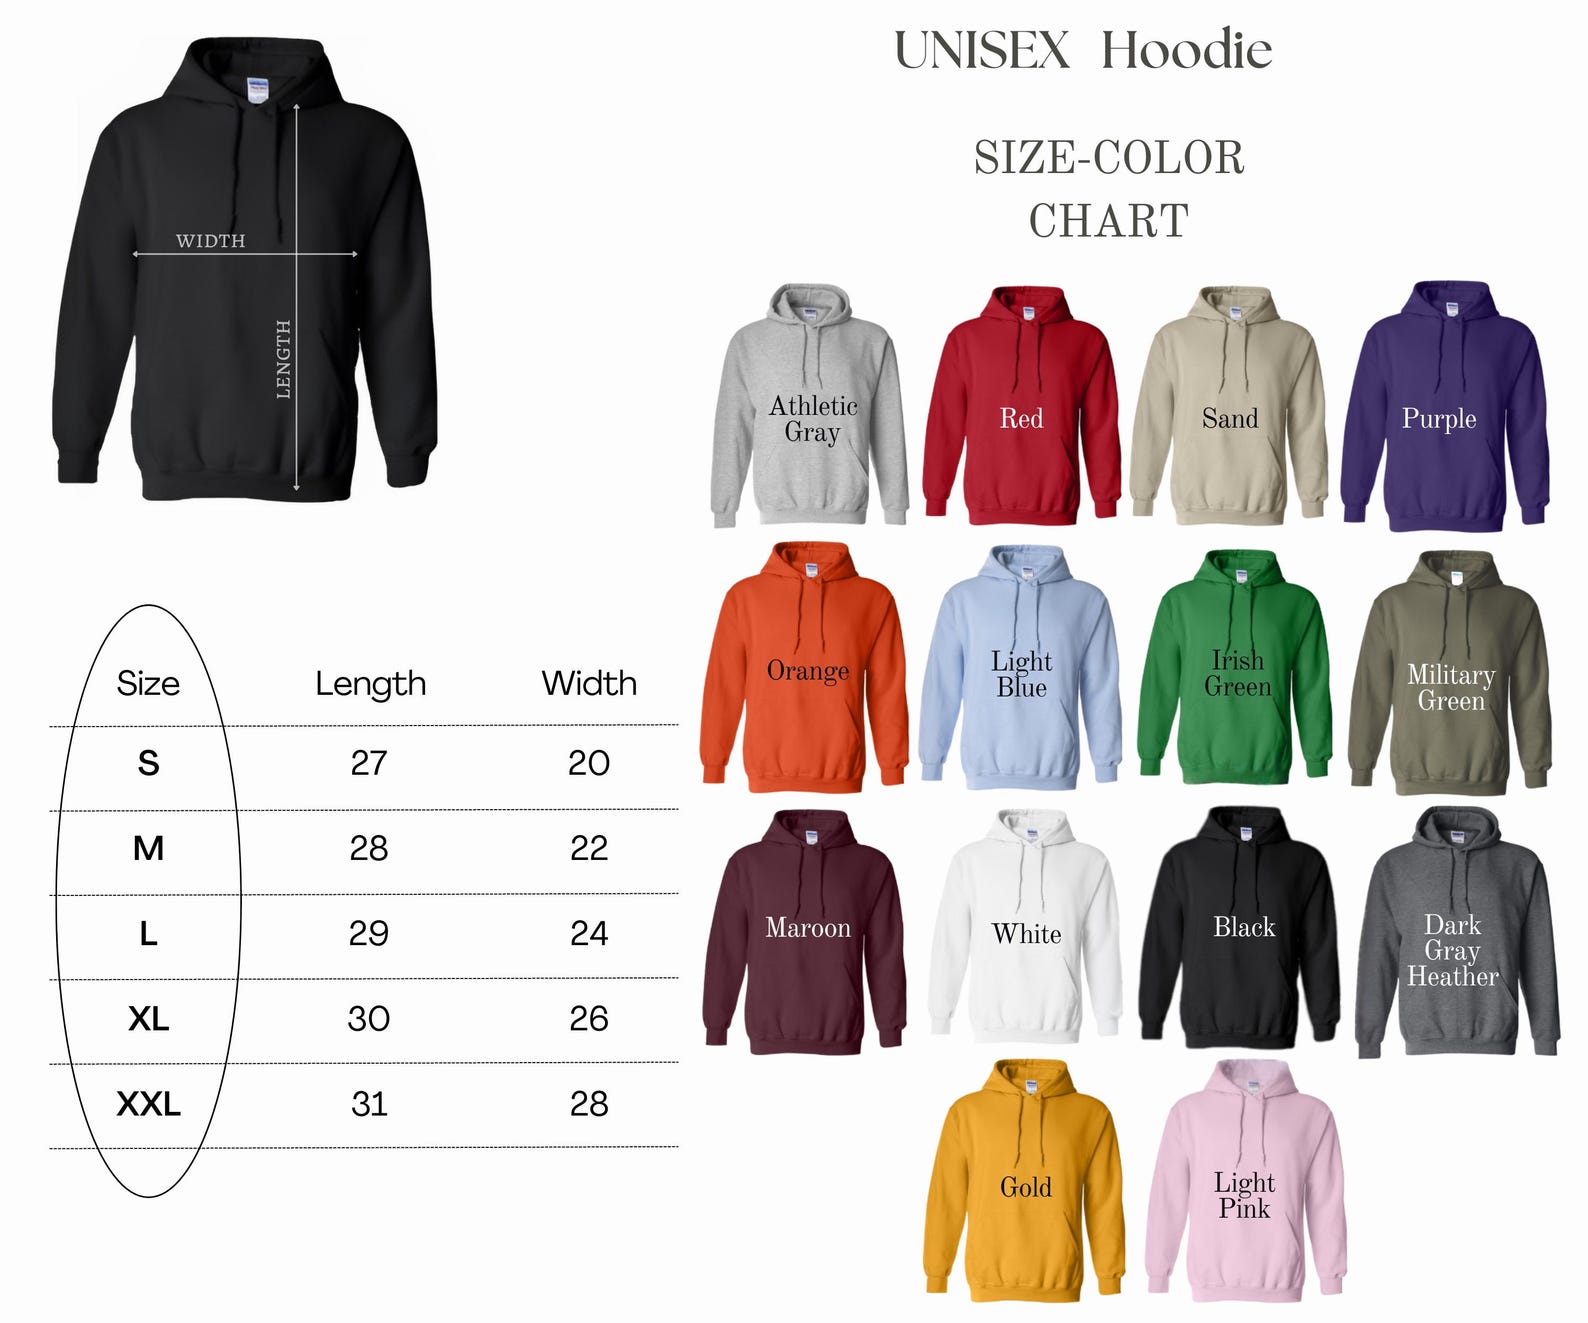 UNISEX Hoodie
SIZE-COLOR
CHART
WIDTH
LENGTH
Size Length Width
S 27 20
M 28 22
L 29 24
XL 30 26
XXL 31 28
Athletic
Gray
Red
Sand
Purple
Orange
Light
Blue
Irish
Green
Military
Green
Maroon
White
Black
Dark
Gray
Heather
Gold
Light
Pink